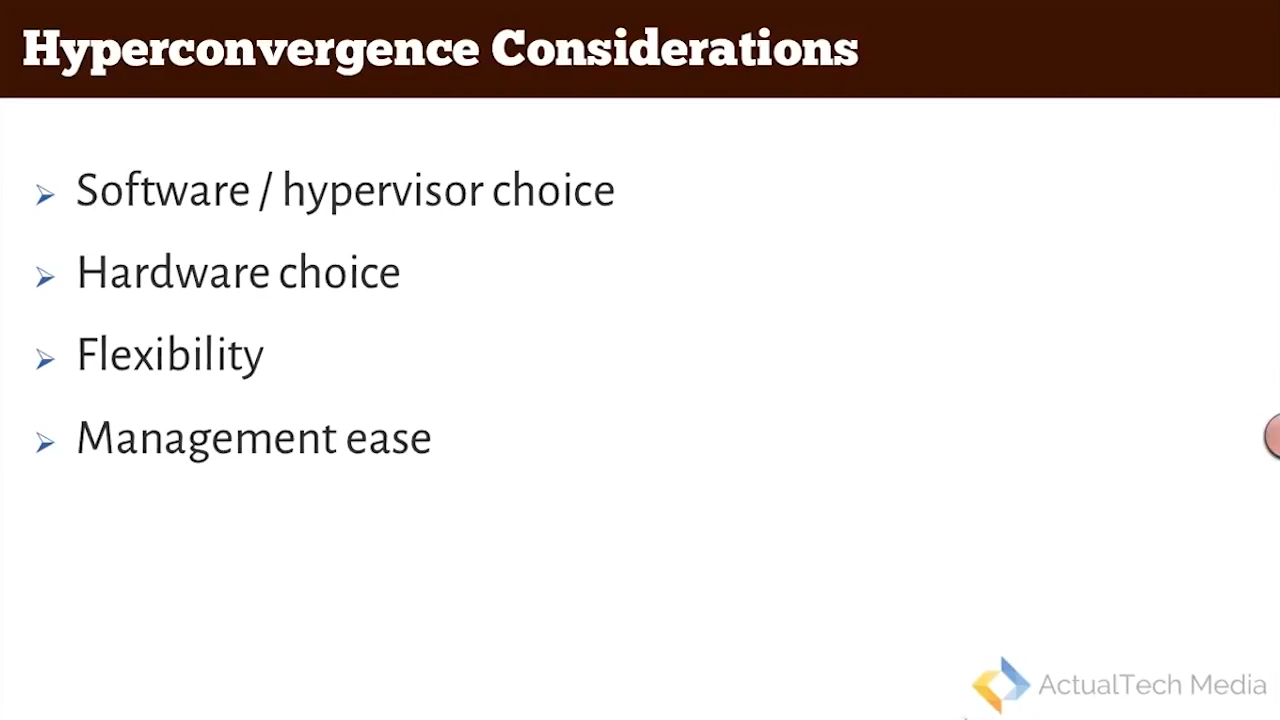 Hyperconvergence Considerations
Software / hypervisor choice
Hardware choice
Flexibility
Management ease
ActualTech Media